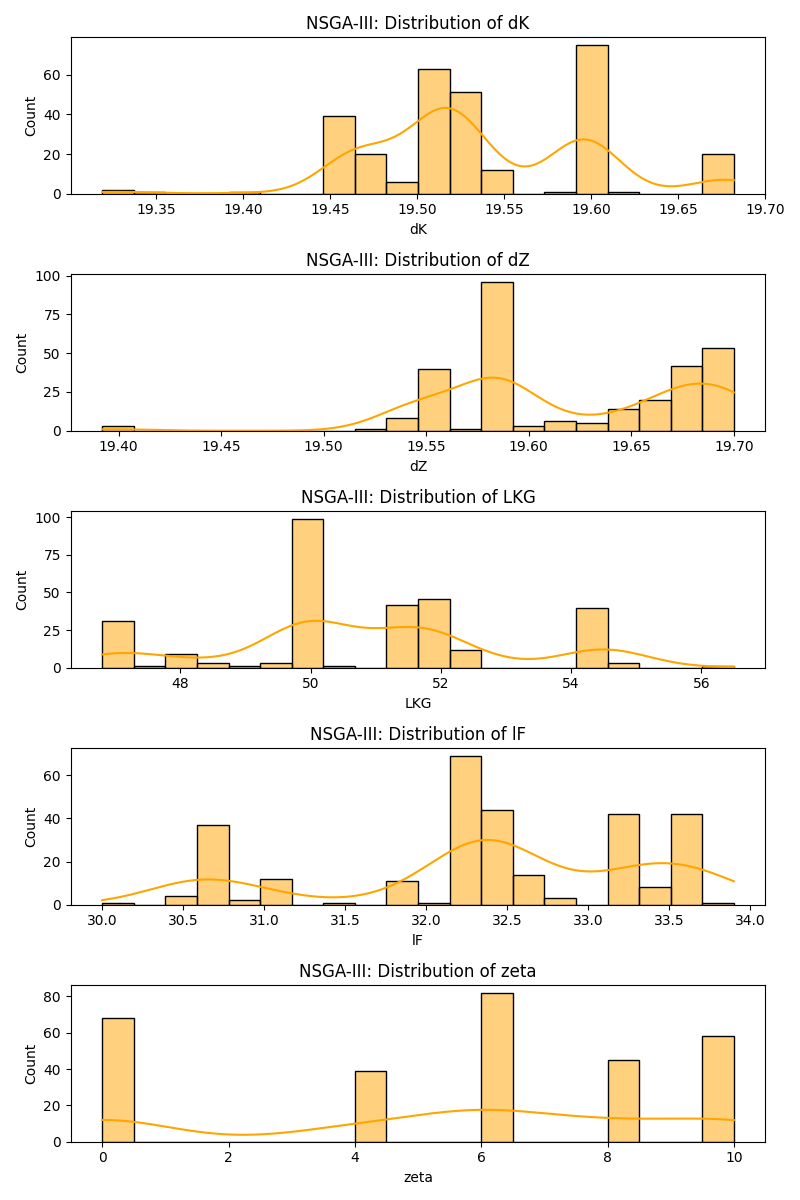 NSGA-III: Distribution of dK
60
40
20
0
Count
19.35 19.40 19.45 19.50 19.55 19.60 19.65 19.70
dK
NSGA-III: Distribution of dZ
100
75
50
25
0
Count
19.40 19.45 19.50 19.55 19.60 19.65 19.70
dZ
NSGA-III: Distribution of LKG
100
75
50
25
0
Count
48 50 52 54 56
LKG
NSGA-III: Distribution of lF
60
40
20
0
Count
30.0 30.5 31.0 31.5 32.0 32.5 33.0 33.5 34.0
lF
NSGA-III: Distribution of zeta
80
60
40
20
0
Count
0 2 4 6 8 10
zeta